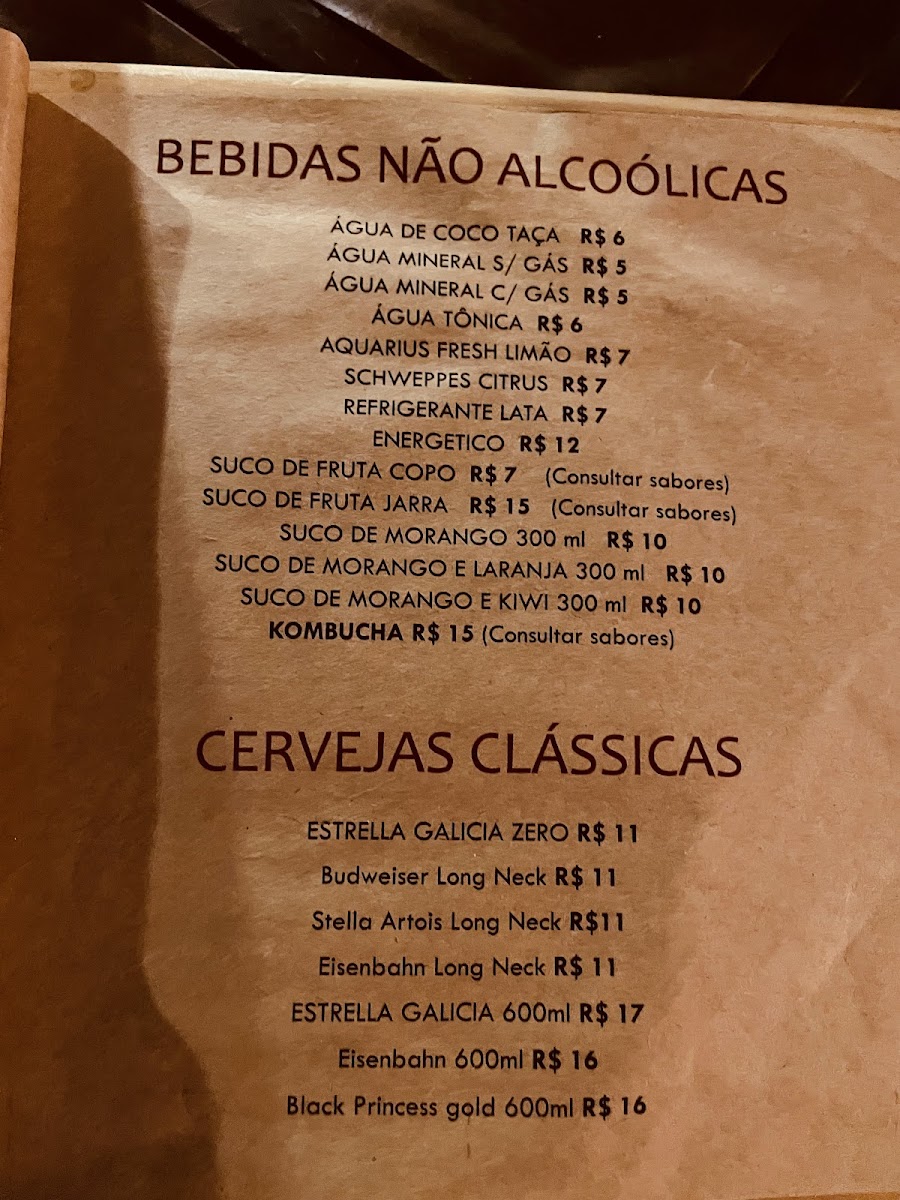 BEBIDAS NÃO ALCOÓLICAS
ÁGUA DE COCO TAÇA R$ 6
ÁGUA MINERAL S/ GÁS R$ 5
ÁGUA MINERAL C/ GÁS R$ 5
ÁGUA TÔNICA R$ 6
AQUARIUS FRESH LIMÃO R$ 7
SCHWEPPES CITRUS R$ 7
REFRIGERANTE LATA R$ 7
ENERGETICO R$ 12
SUCO DE FRUTA COPO R$ 7 (Consultar sabores)
SUCO DE FRUTA JARRA R$ 15 (Consultar sabores)
SUCO DE MORANGO 300 ml R$ 10
SUCO DE MORANGO E LARANJA 300 ml R$ 10
SUCO DE MORANGO E KIWI 300 ml R$ 10
KOMBUCHA R$ 15 (Consultar sabores)
CERVEJAS CLÁSSICAS
ESTRELLA GALICIA ZERO R$ 11
Budweiser Long Neck R$ 11
Stella Artois Long Neck R$11
Eisenbahn Long Neck R$ 11
ESTRELLA GALICIA 600ml R$ 17
Eisenbahn 600ml R$ 16
Black Princess gold 600ml R$ 16